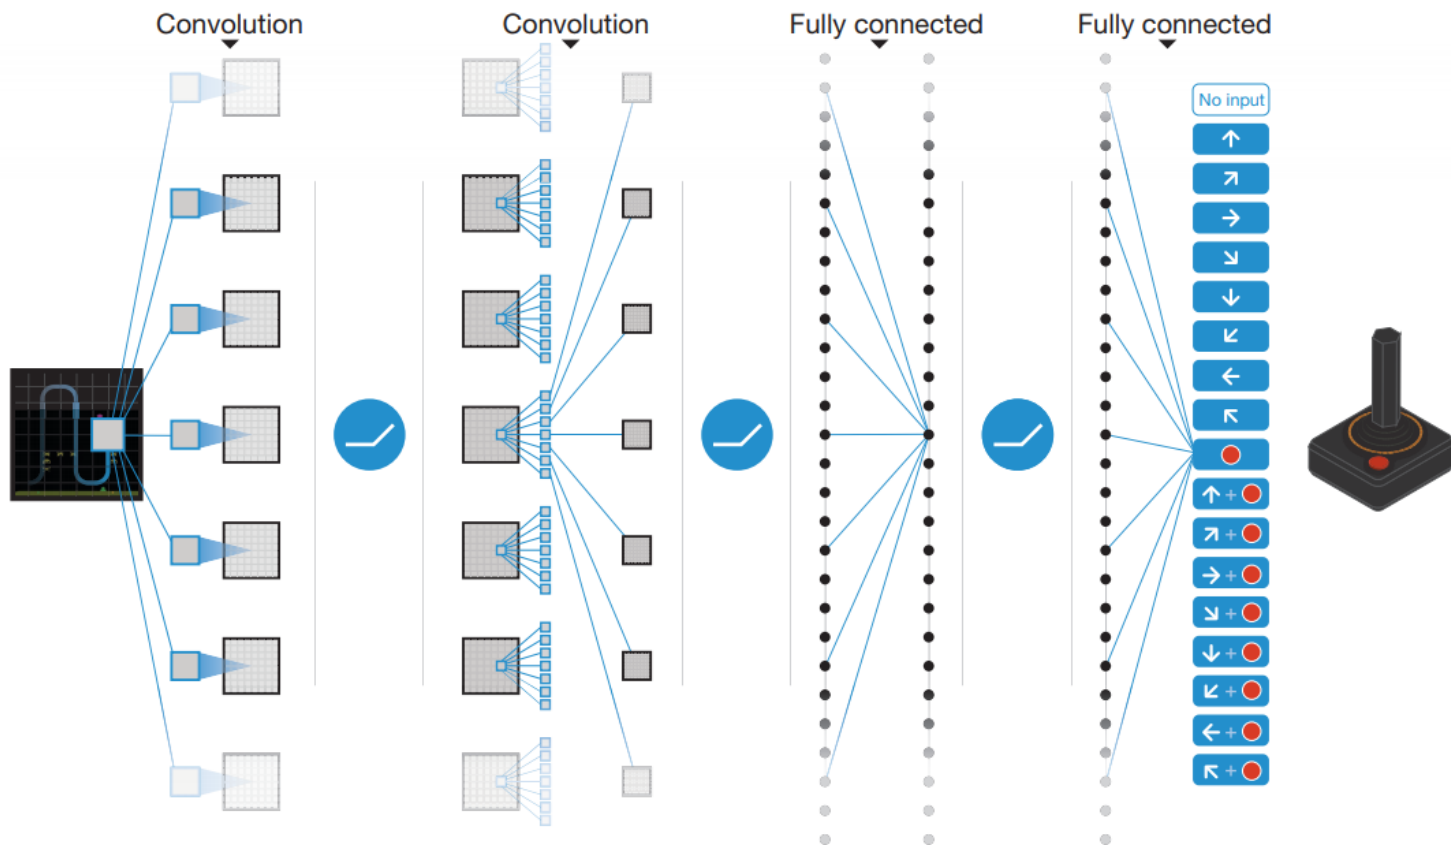 Convolution
Convolution
Fully connected
Fully connected
No input
+
+
+
+
+
+
+
+